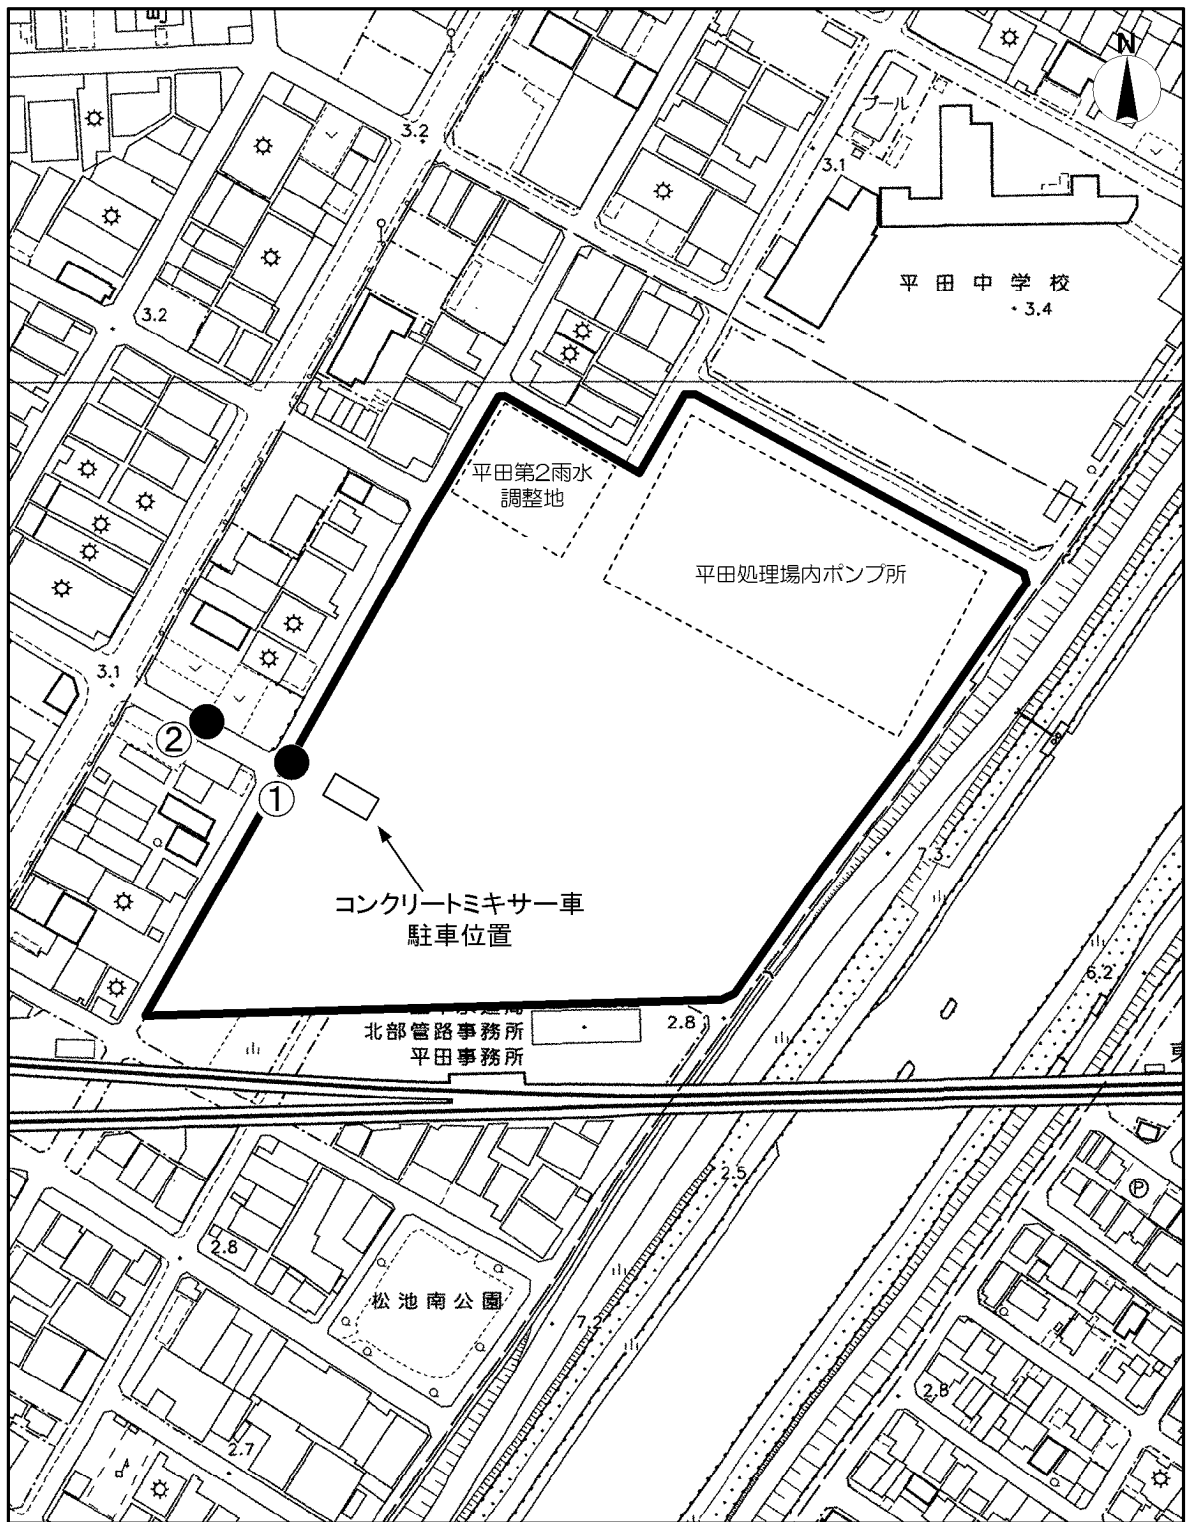 N
3.2
プール
3.1
平田中学校
3.4
3.2
平田第2雨水
調整地
平田処理場内ポンプ所
3.1
②
①
コンクリートミキサー車
駐車位置
7.3
6.2
2.8
北部管路事務所
平田事務所
2.5
P
2.8
松池南公園
7.2
2.8
2.7